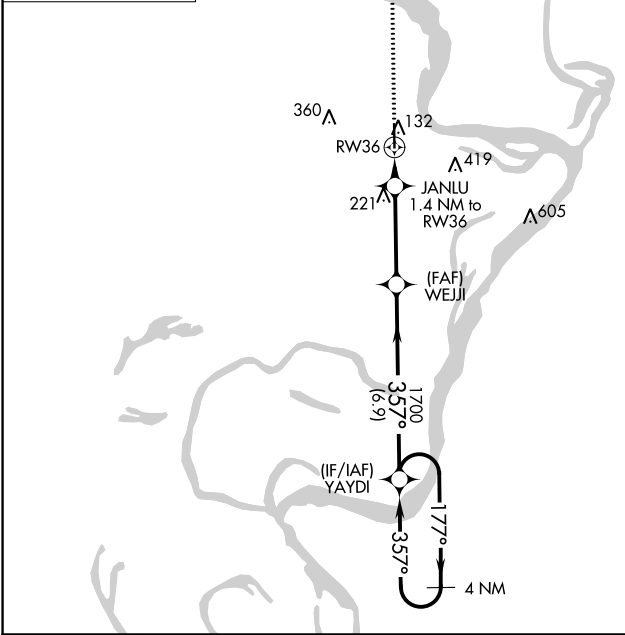 360
132
RW36
419
JANLU
1.4 NM to
RW36
221
605
(FAF)
WEJJI
1700
357°
(6.9)
(IF/IAF)
YAYDI
177°
357°
4 NM